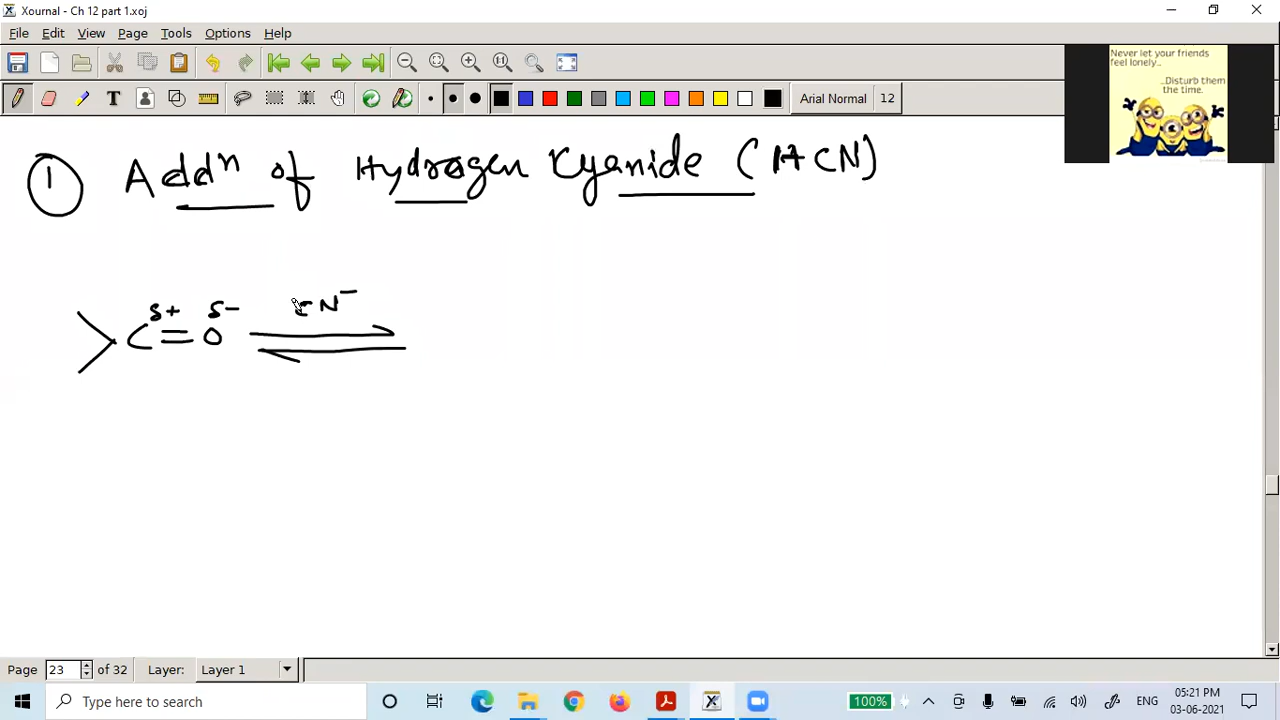 Xournal - Ch 12 part 1.xoj
File Edit View Page Tools Options Help
Arial Normal 12
Never let your friends
feel lonely...
...Disturb them
the time.
① Addⁿ of Hydrogen Cyanide (HCN)
δ+ δ- CN⁻
C=O
Page 23 of 32 Layer: Layer 1
Type here to search
100% ENG 05:21 PM
03-06-2021